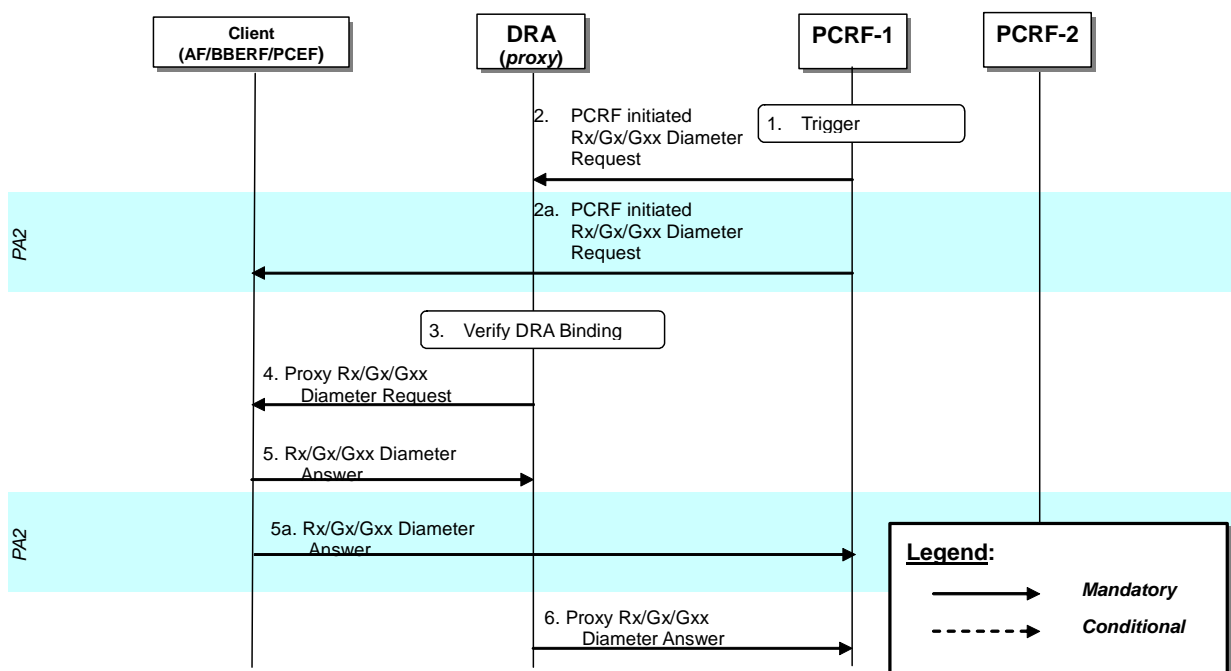 Client
(AF/BBERF/PCEF)
DRA
(proxy)
PCRF-1
PCRF-2
1. Trigger
2. PCRF initiated
Rx/Gx/Gxx Diameter
Request
PA2
2a. PCRF initiated
Rx/Gx/Gxx Diameter
Request
3. Verify DRA Binding
4. Proxy Rx/Gx/Gxx
Diameter Request
5. Rx/Gx/Gxx Diameter
Answer
PA2
5a. Rx/Gx/Gxx Diameter
Answer
6. Proxy Rx/Gx/Gxx
Diameter Answer
Legend:
Mandatory
Conditional